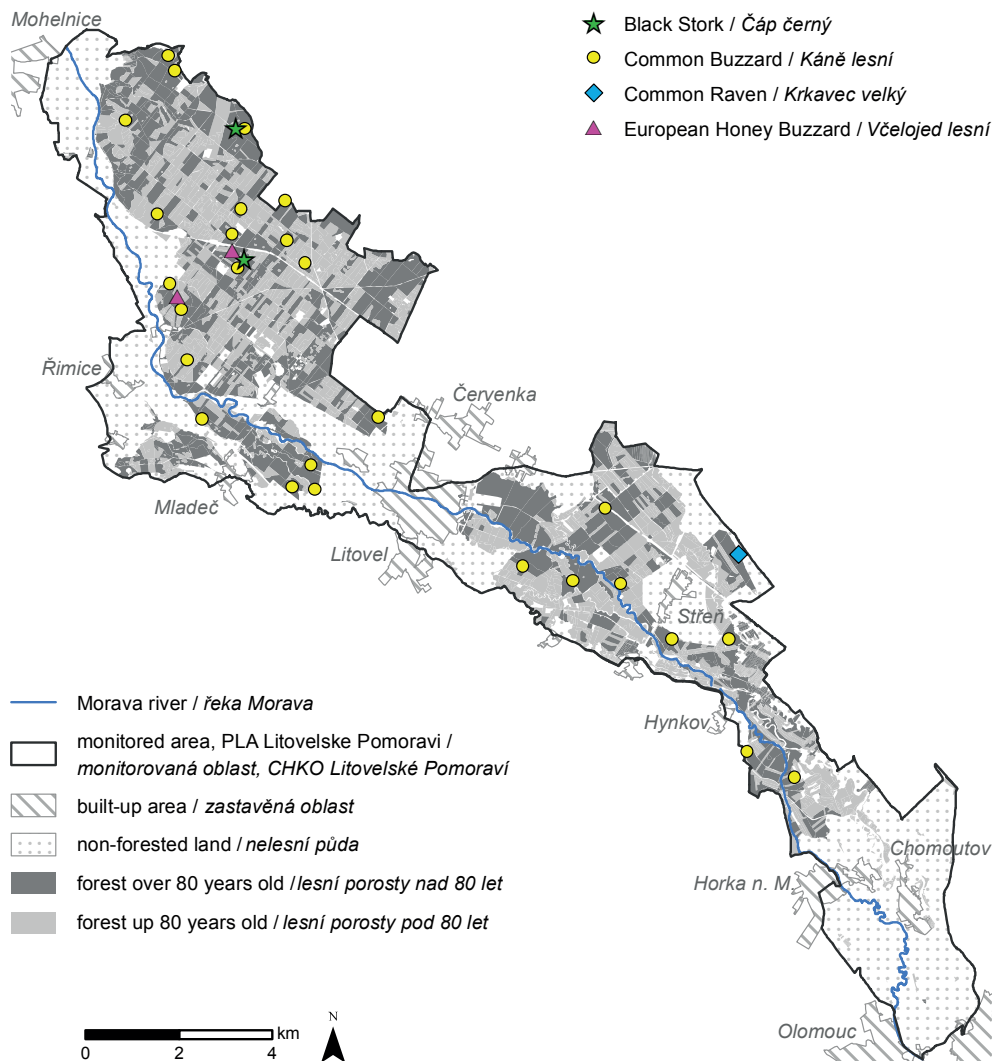 Mohelnice
Black Stork / Čáp černý
Common Buzzard / Káně lesní
Common Raven / Krkavec velký
European Honey Buzzard / Včelojed lesní
Řimice
Červenka
Mladeč
Litovel
Střeň
Hynkov
Chomoutov
Horka n. M.
Olomouc
Morava river / řeka Morava
monitored area, PLA Litovelske Pomoravi /
monitorovaná oblast, CHKO Litovelské Pomoraví
built-up area / zastavěná oblast
non-forested land / nelesní půda
forest over 80 years old / lesní porosty nad 80 let
forest up 80 years old / lesní porosty pod 80 let
km
0 2 4
N